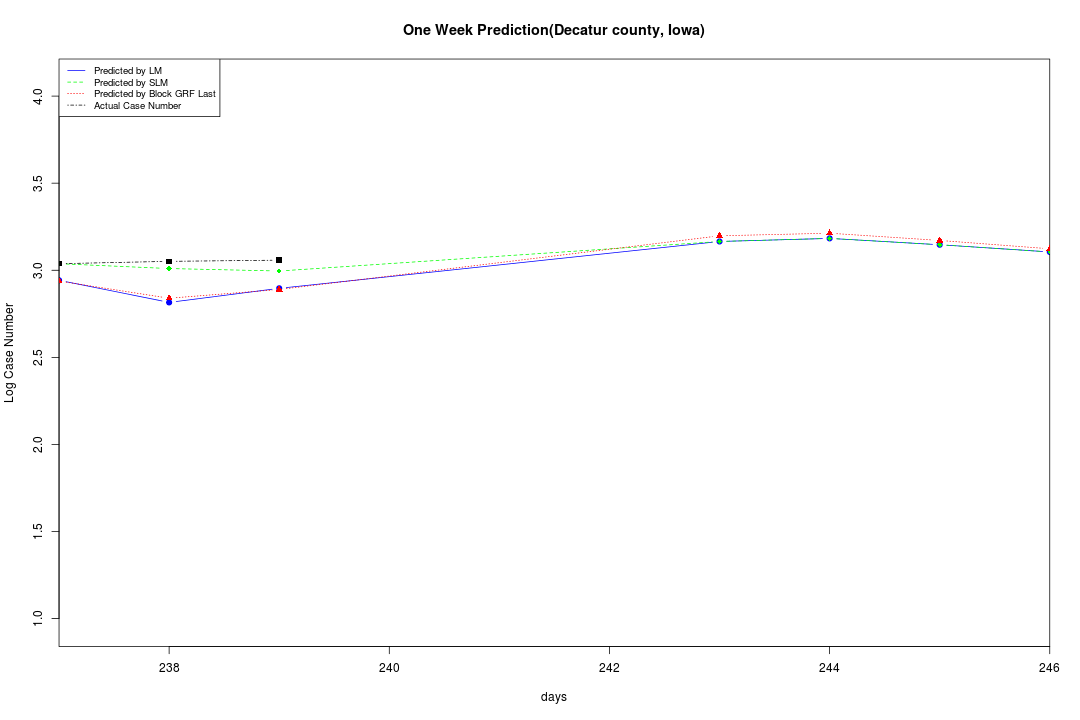 One Week Prediction(Decatur county, Iowa)
Predicted by LM
Predicted by SLM
Predicted by Block GRF Last
Actual Case Number
4.0
3.5
3.0
2.5
2.0
1.5
1.0
Log Case Number
238
240
242
244
246
days